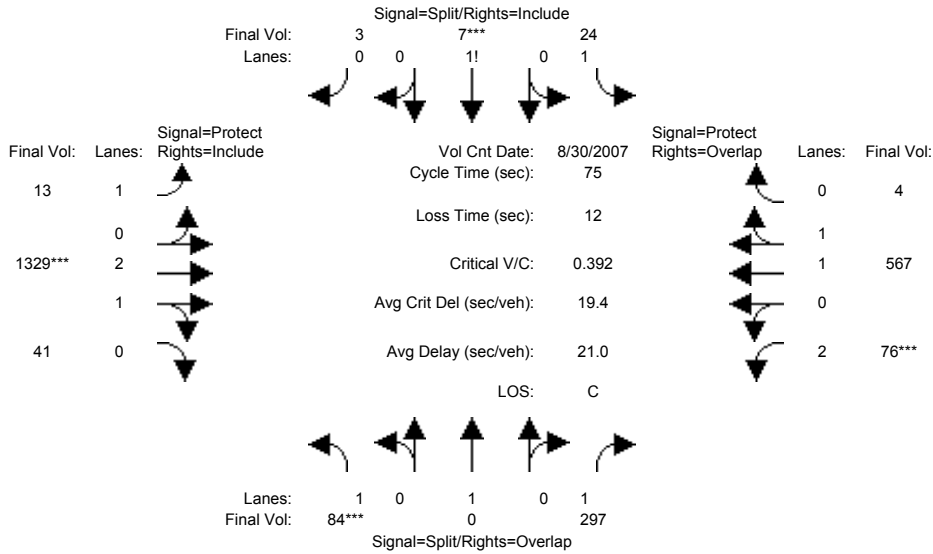 Signal=Split/Rights=Include
Final Vol: 3 7*** 24
Lanes: 0 0 1! 0 1
Signal=Protect
Final Vol: Lanes: Rights=Include
Vol Cnt Date: 8/30/2007
Signal=Protect
Rights=Overlap Lanes: Final Vol:
Cycle Time (sec): 75
13 1
0 4
Loss Time (sec): 12
0
1
1329*** 2
Critical V/C: 0.392
1 567
1
Avg Crit Del (sec/veh): 19.4
0
41 0
Avg Delay (sec/veh): 21.0
2 76***
LOS: C
Lanes: 1 0 1 0 1
Final Vol: 84*** 0 297
Signal=Split/Rights=Overlap